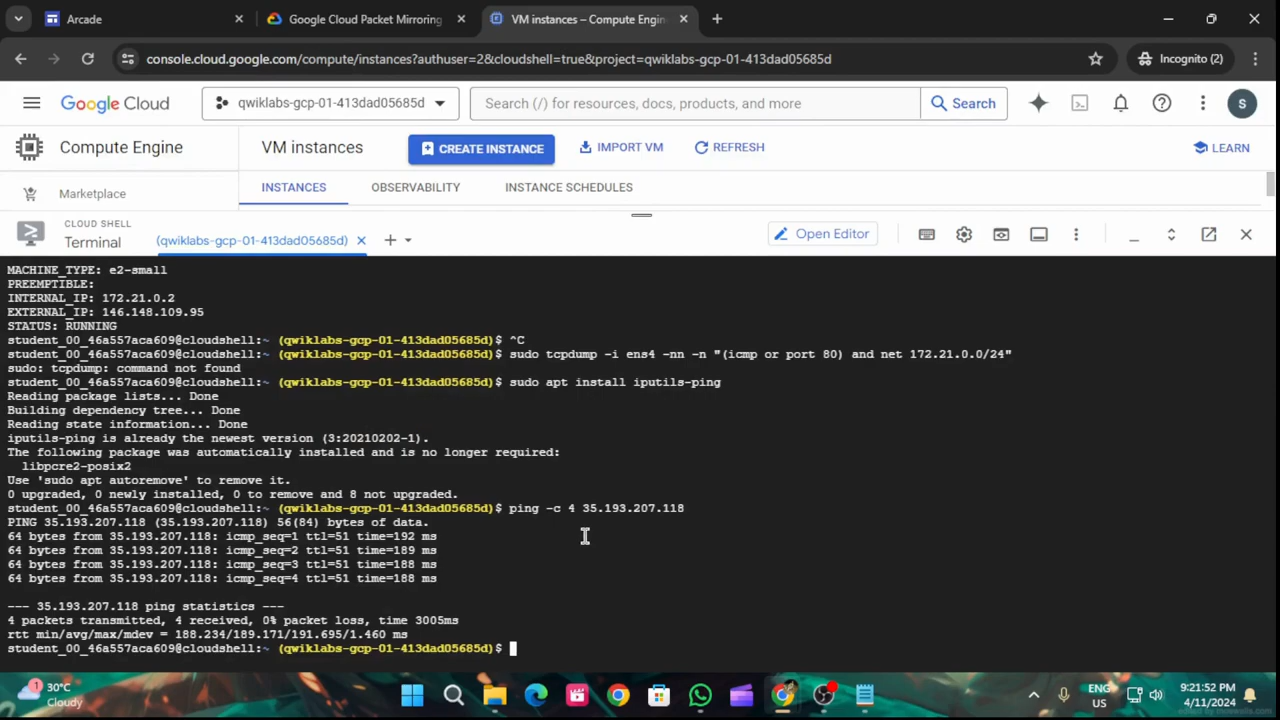 Arcade
Google Cloud Packet Mirroring
VM instances – Compute Engin
console.cloud.google.com/compute/instances?authuser=2&cloudshell=true&project=qwiklabs-gcp-01-413dad05685d
Incognito (2)
Google Cloud
qwiklabs-gcp-01-413dad05685d
Search (/) for resources, docs, products, and more
Search
S
Compute Engine
VM instances
CREATE INSTANCE
IMPORT VM
REFRESH
LEARN
Marketplace
INSTANCES
OBSERVABILITY
INSTANCE SCHEDULES
CLOUD SHELL
Terminal
(qwiklabs-gcp-01-413dad05685d)
Open Editor
MACHINE_TYPE: e2-small
PREEMPTIBLE:
INTERNAL_IP: 172.21.0.2
EXTERNAL_IP: 146.148.109.95
STATUS: RUNNING
student_00_46a557aca609@cloudshell:~ (qwiklabs-gcp-01-413dad05685d)$ ^C
student_00_46a557aca609@cloudshell:~ (qwiklabs-gcp-01-413dad05685d)$ sudo tcpdump -i ens4 -nn -n "(icmp or port 80) and net 172.21.0.0/24"
sudo: tcpdump: command not found
student_00_46a557aca609@cloudshell:~ (qwiklabs-gcp-01-413dad05685d)$ sudo apt install iputils-ping
Reading package lists... Done
Building dependency tree... Done
Reading state information... Done
iputils-ping is already the newest version (3:20210202-1).
The following package was automatically installed and is no longer required:
libpcre2-posix2
Use 'sudo apt autoremove' to remove it.
0 upgraded, 0 newly installed, 0 to remove and 8 not upgraded.
student_00_46a557aca609@cloudshell:~ (qwiklabs-gcp-01-413dad05685d)$ ping -c 4 35.193.207.118
PING 35.193.207.118 (35.193.207.118) 56(84) bytes of data.
64 bytes from 35.193.207.118: icmp_seq=1 ttl=51 time=192 ms
64 bytes from 35.193.207.118: icmp_seq=2 ttl=51 time=189 ms
64 bytes from 35.193.207.118: icmp_seq=3 ttl=51 time=188 ms
64 bytes from 35.193.207.118: icmp_seq=4 ttl=51 time=188 ms
--- 35.193.207.118 ping statistics ---
4 packets transmitted, 4 received, 0% packet loss, time 3005ms
rtt min/avg/max/mdev = 188.234/189.171/191.695/1.460 ms
student_00_46a557aca609@cloudshell:~ (qwiklabs-gcp-01-413dad05685d)$
1
30°C
Cloudy
ENG
US
9:21:52 PM
4/11/2024